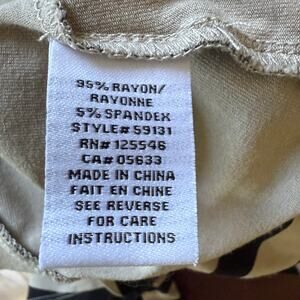 95% RAYON/
RAYONNE
5% SPANDEX
STYLE# 59131
RN# 125546
CA# 05633
MADE IN CHINA
FAIT EN CHINE
SEE REVERSE
FOR CARE
INSTRUCTIONS